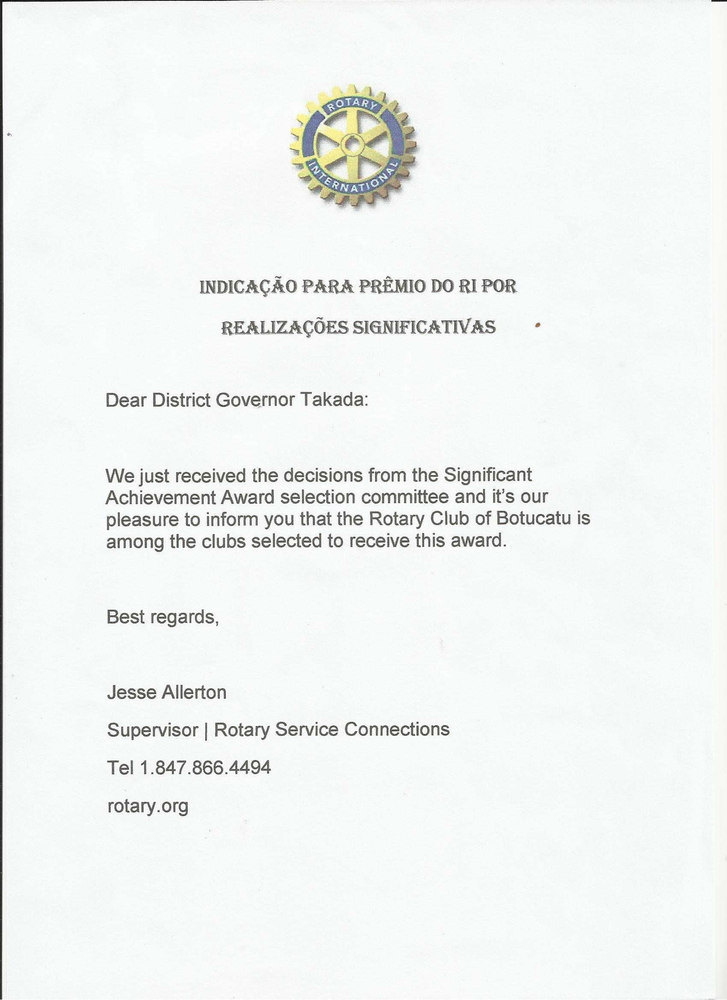 ROTARY
INTERNATIONAL
INDICAÇÃO PARA PRÊMIO DO RI POR
REALIZAÇÕES SIGNIFICATIVAS
Dear District Governor Takada:
We just received the decisions from the Significant
Achievement Award selection committee and it’s our
pleasure to inform you that the Rotary Club of Botucatu is
among the clubs selected to receive this award.
Best regards,
Jesse Allerton
Supervisor | Rotary Service Connections
Tel 1.847.866.4494
rotary.org